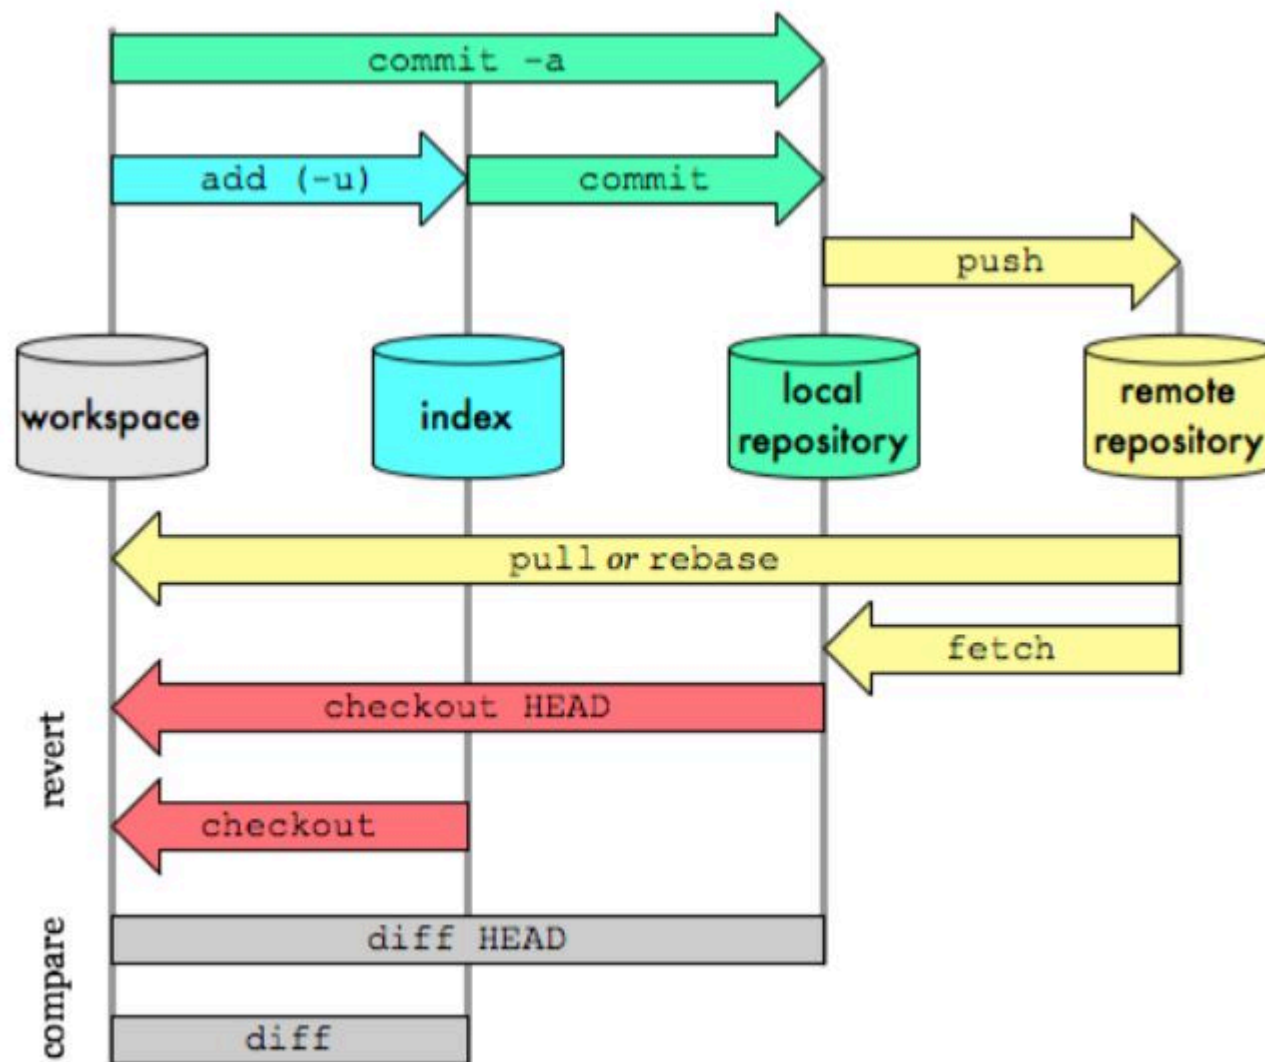 commit -a
add (-u)
commit
push
workspace
index
local
repository
remote
repository
pull or rebase
fetch
revert
checkout HEAD
checkout
compare
diff HEAD
diff